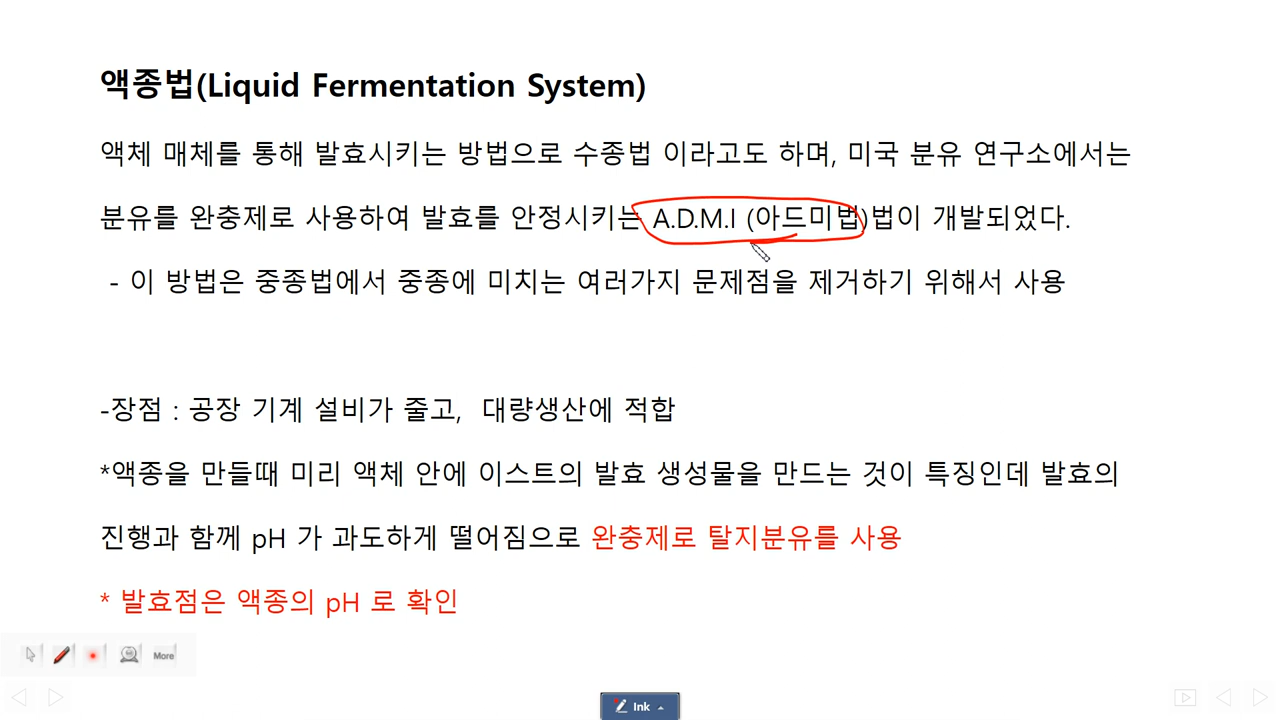 액종법(Liquid Fermentation System)
액체 매체를 통해 발효시키는 방법으로 수종법 이라고도 하며, 미국 분유 연구소에서는
분유를 완충제로 사용하여 발효를 안정시키는 A.D.M.I (아드미법)법이 개발되었다.
- 이 방법은 중종법에서 중종에 미치는 여러가지 문제점을 제거하기 위해서 사용
-장점 : 공장 기계 설비가 줄고, 대량생산에 적합
*액종을 만들때 미리 액체 안에 이스트의 발효 생성물을 만드는 것이 특징인데 발효의
진행과 함께 pH 가 과도하게 떨어짐으로 완충제로 탈지분유를 사용
* 발효점은 액종의 pH 로 확인
More
Ink